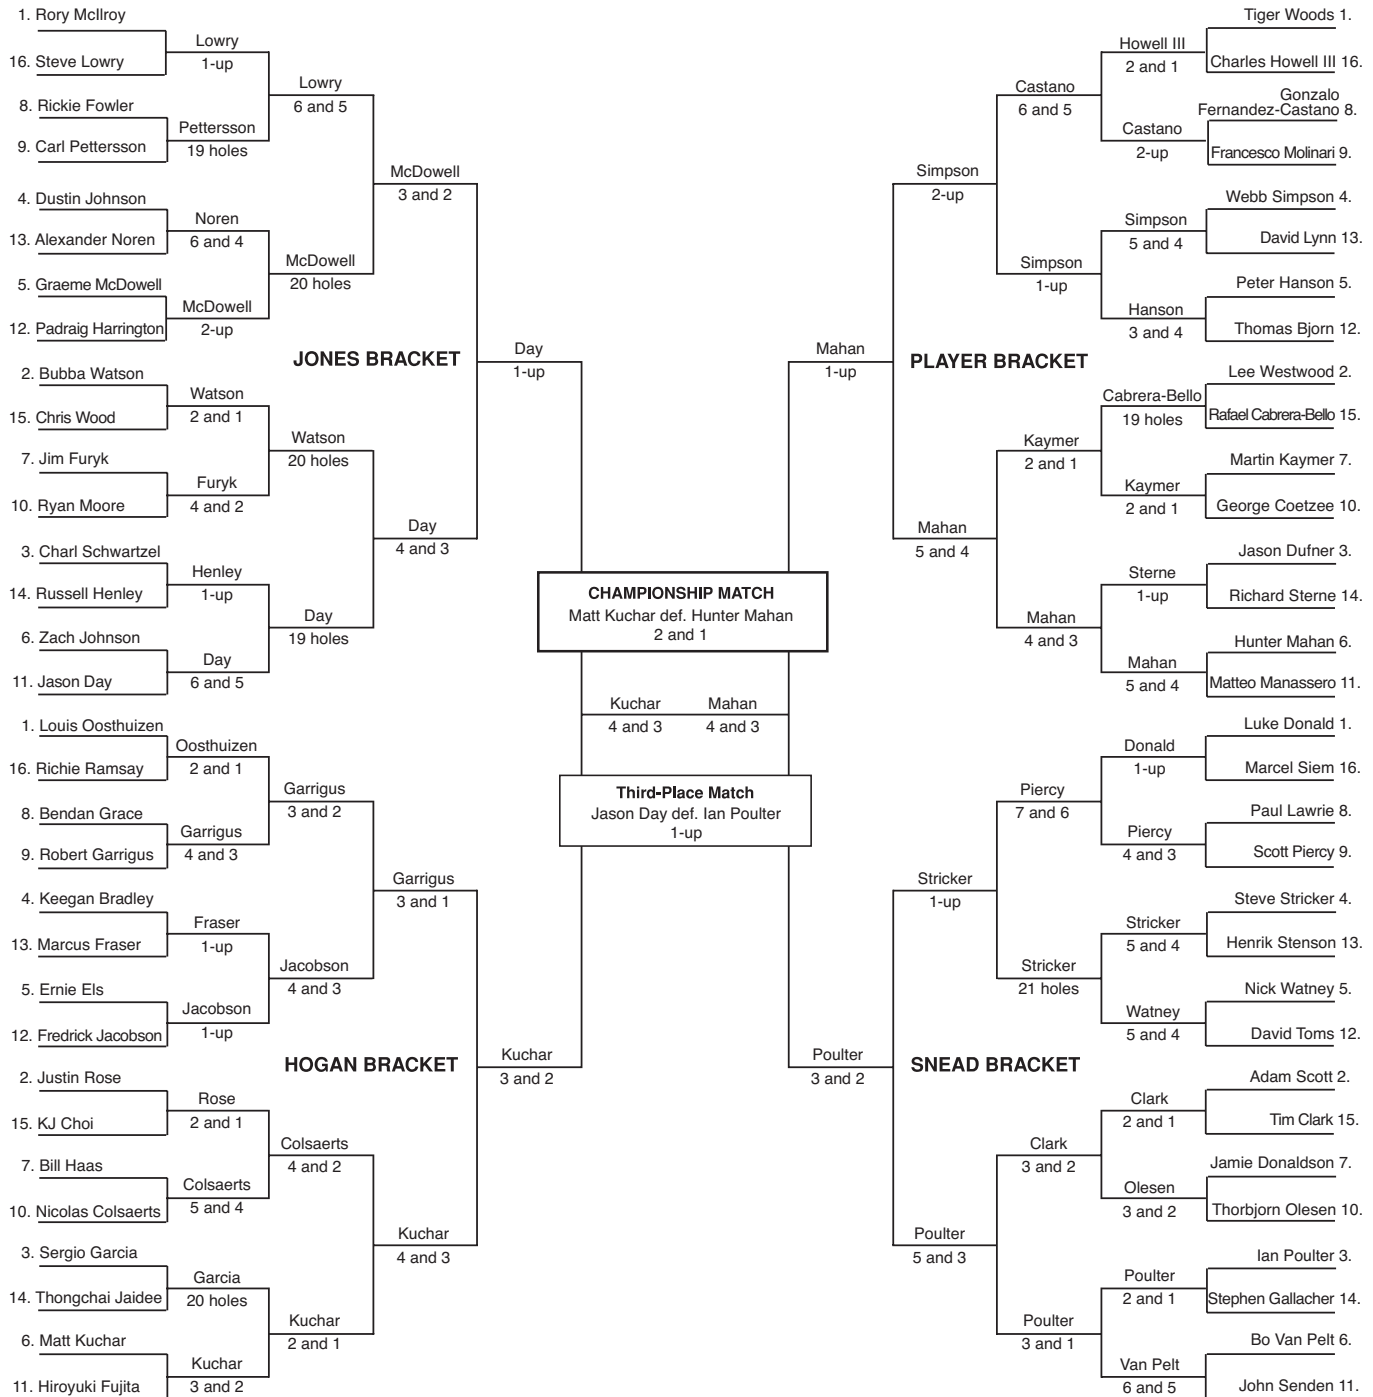 1. Rory McIlroy
16. Steve Lowry
8. Rickie Fowler
9. Carl Pettersson
4. Dustin Johnson
13. Alexander Noren
5. Graeme McDowell
12. Padraig Harrington
2. Bubba Watson
15. Chris Wood
7. Jim Furyk
10. Ryan Moore
3. Charl Schwartzel
14. Russell Henley
6. Zach Johnson
11. Jason Day
Lowry
1-up
Pettersson
19 holes
Noren
6 and 4
McDowell
2-up
Watson
2 and 1
Furyk
4 and 2
Henley
1-up
Day
6 and 5
Lowry
6 and 5
McDowell
20 holes
Watson
20 holes
Day
19 holes
McDowell
3 and 2
Day
4 and 3
JONES BRACKET
Day
1-up
1. Louis Oosthuizen
16. Richie Ramsay
8. Bendan Grace
9. Robert Garrigus
4. Keegan Bradley
13. Marcus Fraser
5. Ernie Els
12. Fredrick Jacobson
2. Justin Rose
15. KJ Choi
7. Bill Haas
10. Nicolas Colsaerts
3. Sergio Garcia
14. Thongchai Jaidee
6. Matt Kuchar
11. Hiroyuki Fujita
Oosthuizen
2 and 1
Garrigus
4 and 3
Fraser
1-up
Jacobson
1-up
Rose
2 and 1
Colsaerts
5 and 4
Garcia
20 holes
Kuchar
3 and 2
Garrigus
3 and 2
Jacobson
4 and 3
Colsaerts
4 and 2
Kuchar
2 and 1
Garrigus
3 and 1
Kuchar
4 and 3
HOGAN BRACKET
Kuchar
3 and 2
CHAMPIONSHIP MATCH
Matt Kuchar def. Hunter Mahan
2 and 1
Kuchar
4 and 3
Mahan
4 and 3
Third-Place Match
Jason Day def. Ian Poulter
1-up
Mahan
1-up
PLAYER BRACKET
Simpson
2-up
Mahan
5 and 4
Castano
6 and 5
Simpson
1-up
Kaymer
2 and 1
Mahan
4 and 3
Howell III
2 and 1
Castano
2-up
Simpson
5 and 4
Hanson
3 and 4
Cabrera-Bello
19 holes
Kaymer
2 and 1
Sterne
1-up
Mahan
5 and 4
Tiger Woods 1.
Charles Howell III 16.
Gonzalo
Fernandez-Castano 8.
Francesco Molinari 9.
Webb Simpson 4.
David Lynn 13.
Peter Hanson 5.
Thomas Bjorn 12.
Lee Westwood 2.
Rafael Cabrera-Bello 15.
Martin Kaymer 7.
George Coetzee 10.
Jason Dufner 3.
Richard Sterne 14.
Hunter Mahan 6.
Matteo Manassero 11.
Poulter
3 and 2
SNEAD BRACKET
Stricker
1-up
Poulter
5 and 3
Piercy
7 and 6
Stricker
21 holes
Clark
3 and 2
Poulter
3 and 1
Donald
1-up
Piercy
4 and 3
Stricker
5 and 4
Watney
5 and 4
Clark
2 and 1
Olesen
3 and 2
Poulter
2 and 1
Van Pelt
6 and 5
Luke Donald 1.
Marcel Siem 16.
Paul Lawrie 8.
Scott Piercy 9.
Steve Stricker 4.
Henrik Stenson 13.
Nick Watney 5.
David Toms 12.
Adam Scott 2.
Tim Clark 15.
Jamie Donaldson 7.
Thorbjorn Olesen 10.
Ian Poulter 3.
Stephen Gallacher 14.
Bo Van Pelt 6.
John Senden 11.